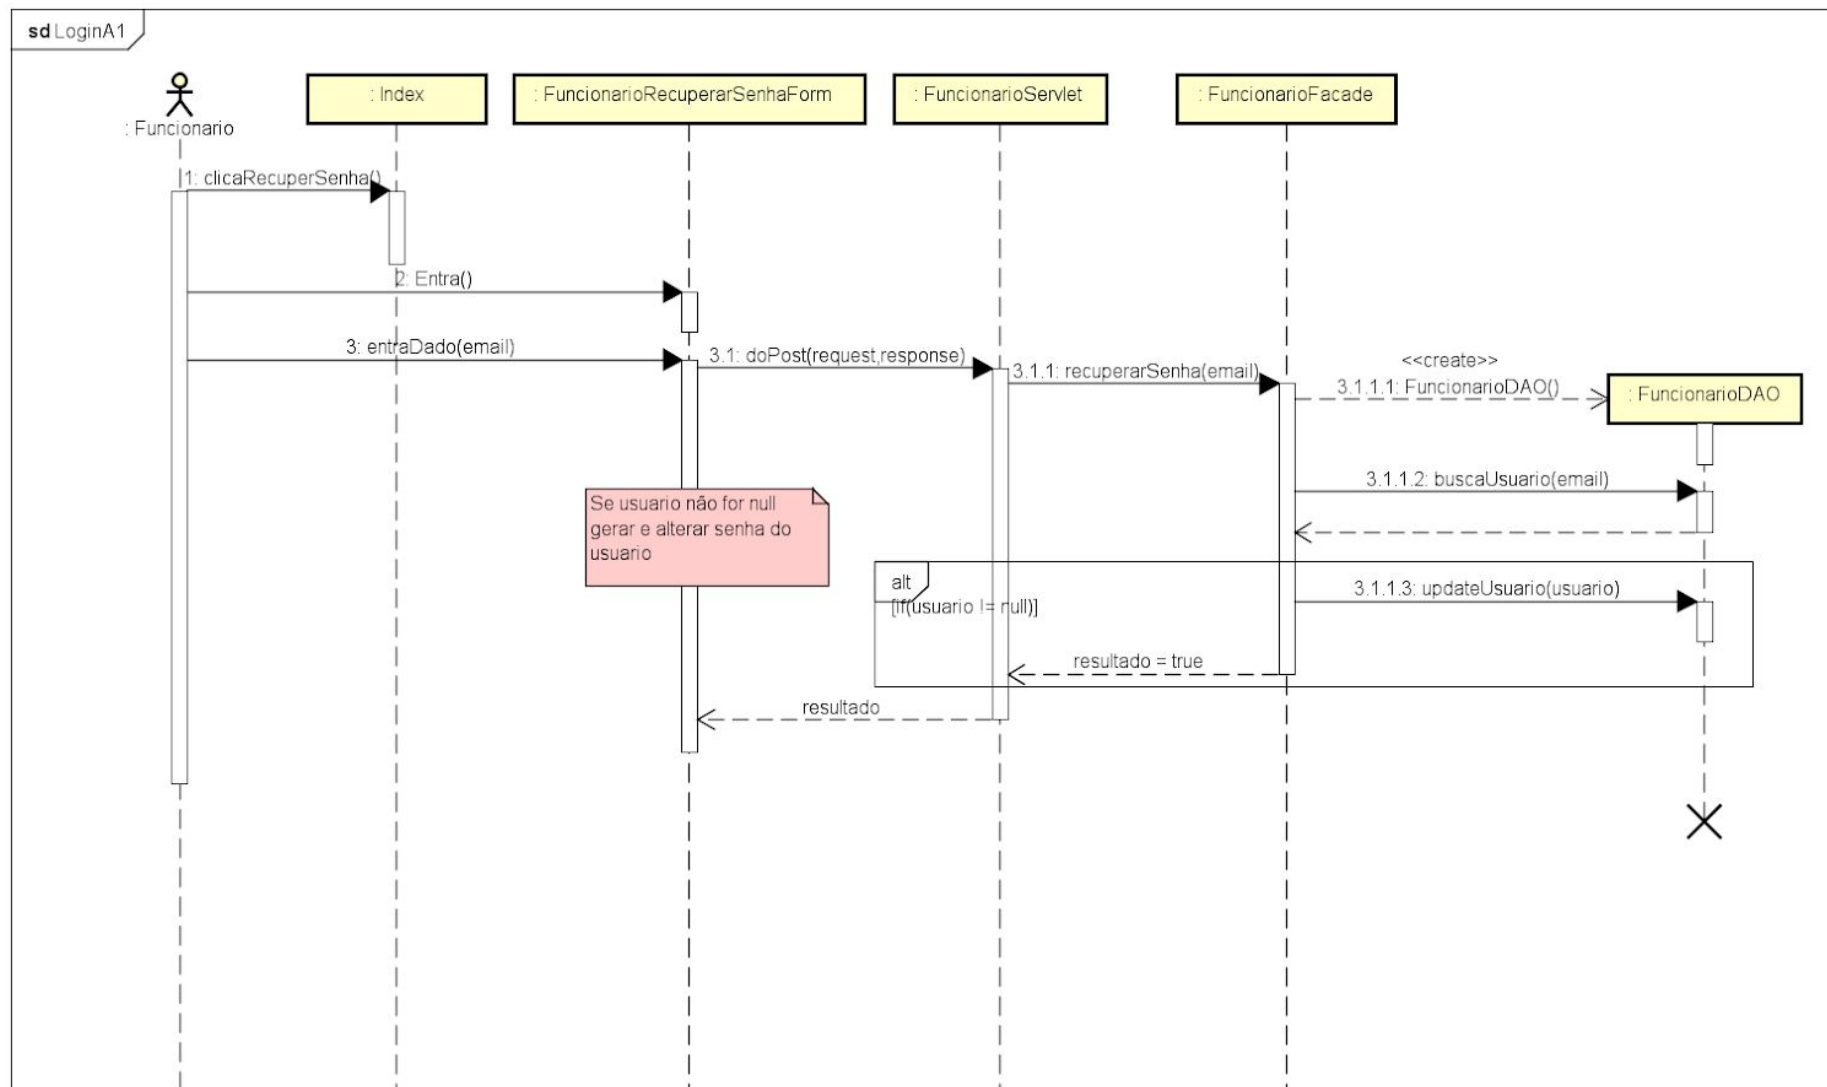 sd LoginA1
: Funcionario
: Index
: FuncionarioRecuperarSenhaForm
: FuncionarioServlet
: FuncionarioFacade
1: clicaRecuperSenha()
2: Entra()
3: entraDado(email)
3.1: doPost(request,response)
3.1.1: recuperarSenha(email)
<<create>>
3.1.1.1: FuncionarioDAO()
: FuncionarioDAO
3.1.1.2: buscaUsuario(email)
Se usuario não for null
gerar e alterar senha do
usuario
alt
[if(usuario != null)]
3.1.1.3: updateUsuario(usuario)
resultado = true
resultado